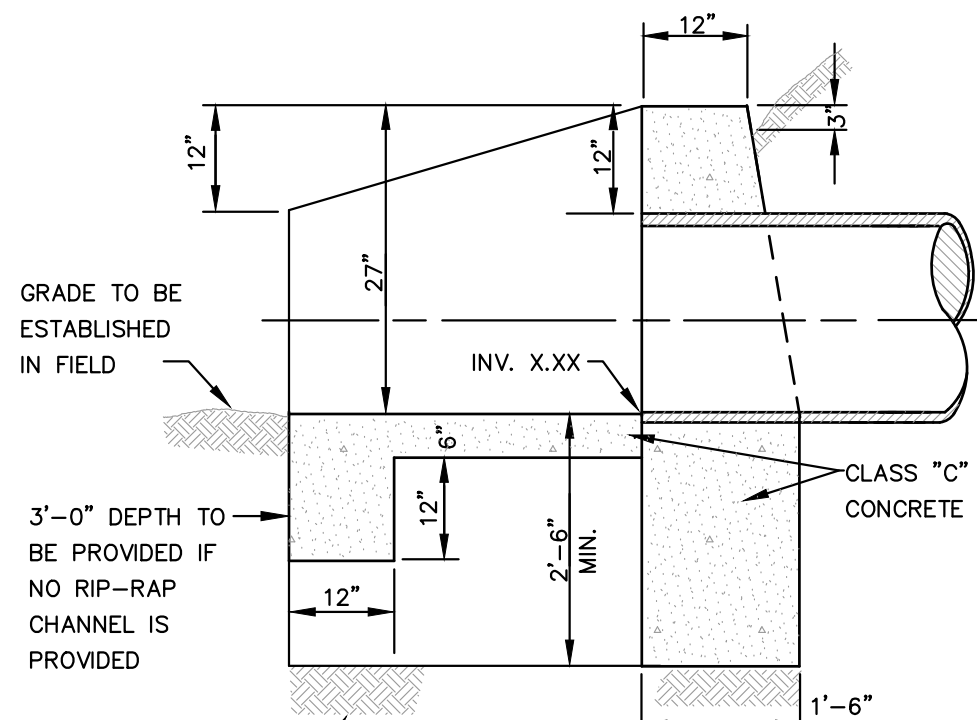 12"
12"
12"
3"
27"
GRADE TO BE
ESTABLISHED
IN FIELD
INV. X.XX
6"
12"
2'-6"
MIN.
CLASS "C"
CONCRETE
3'-0" DEPTH TO
BE PROVIDED IF
NO RIP-RAP
CHANNEL IS
PROVIDED
12"
1'-6"